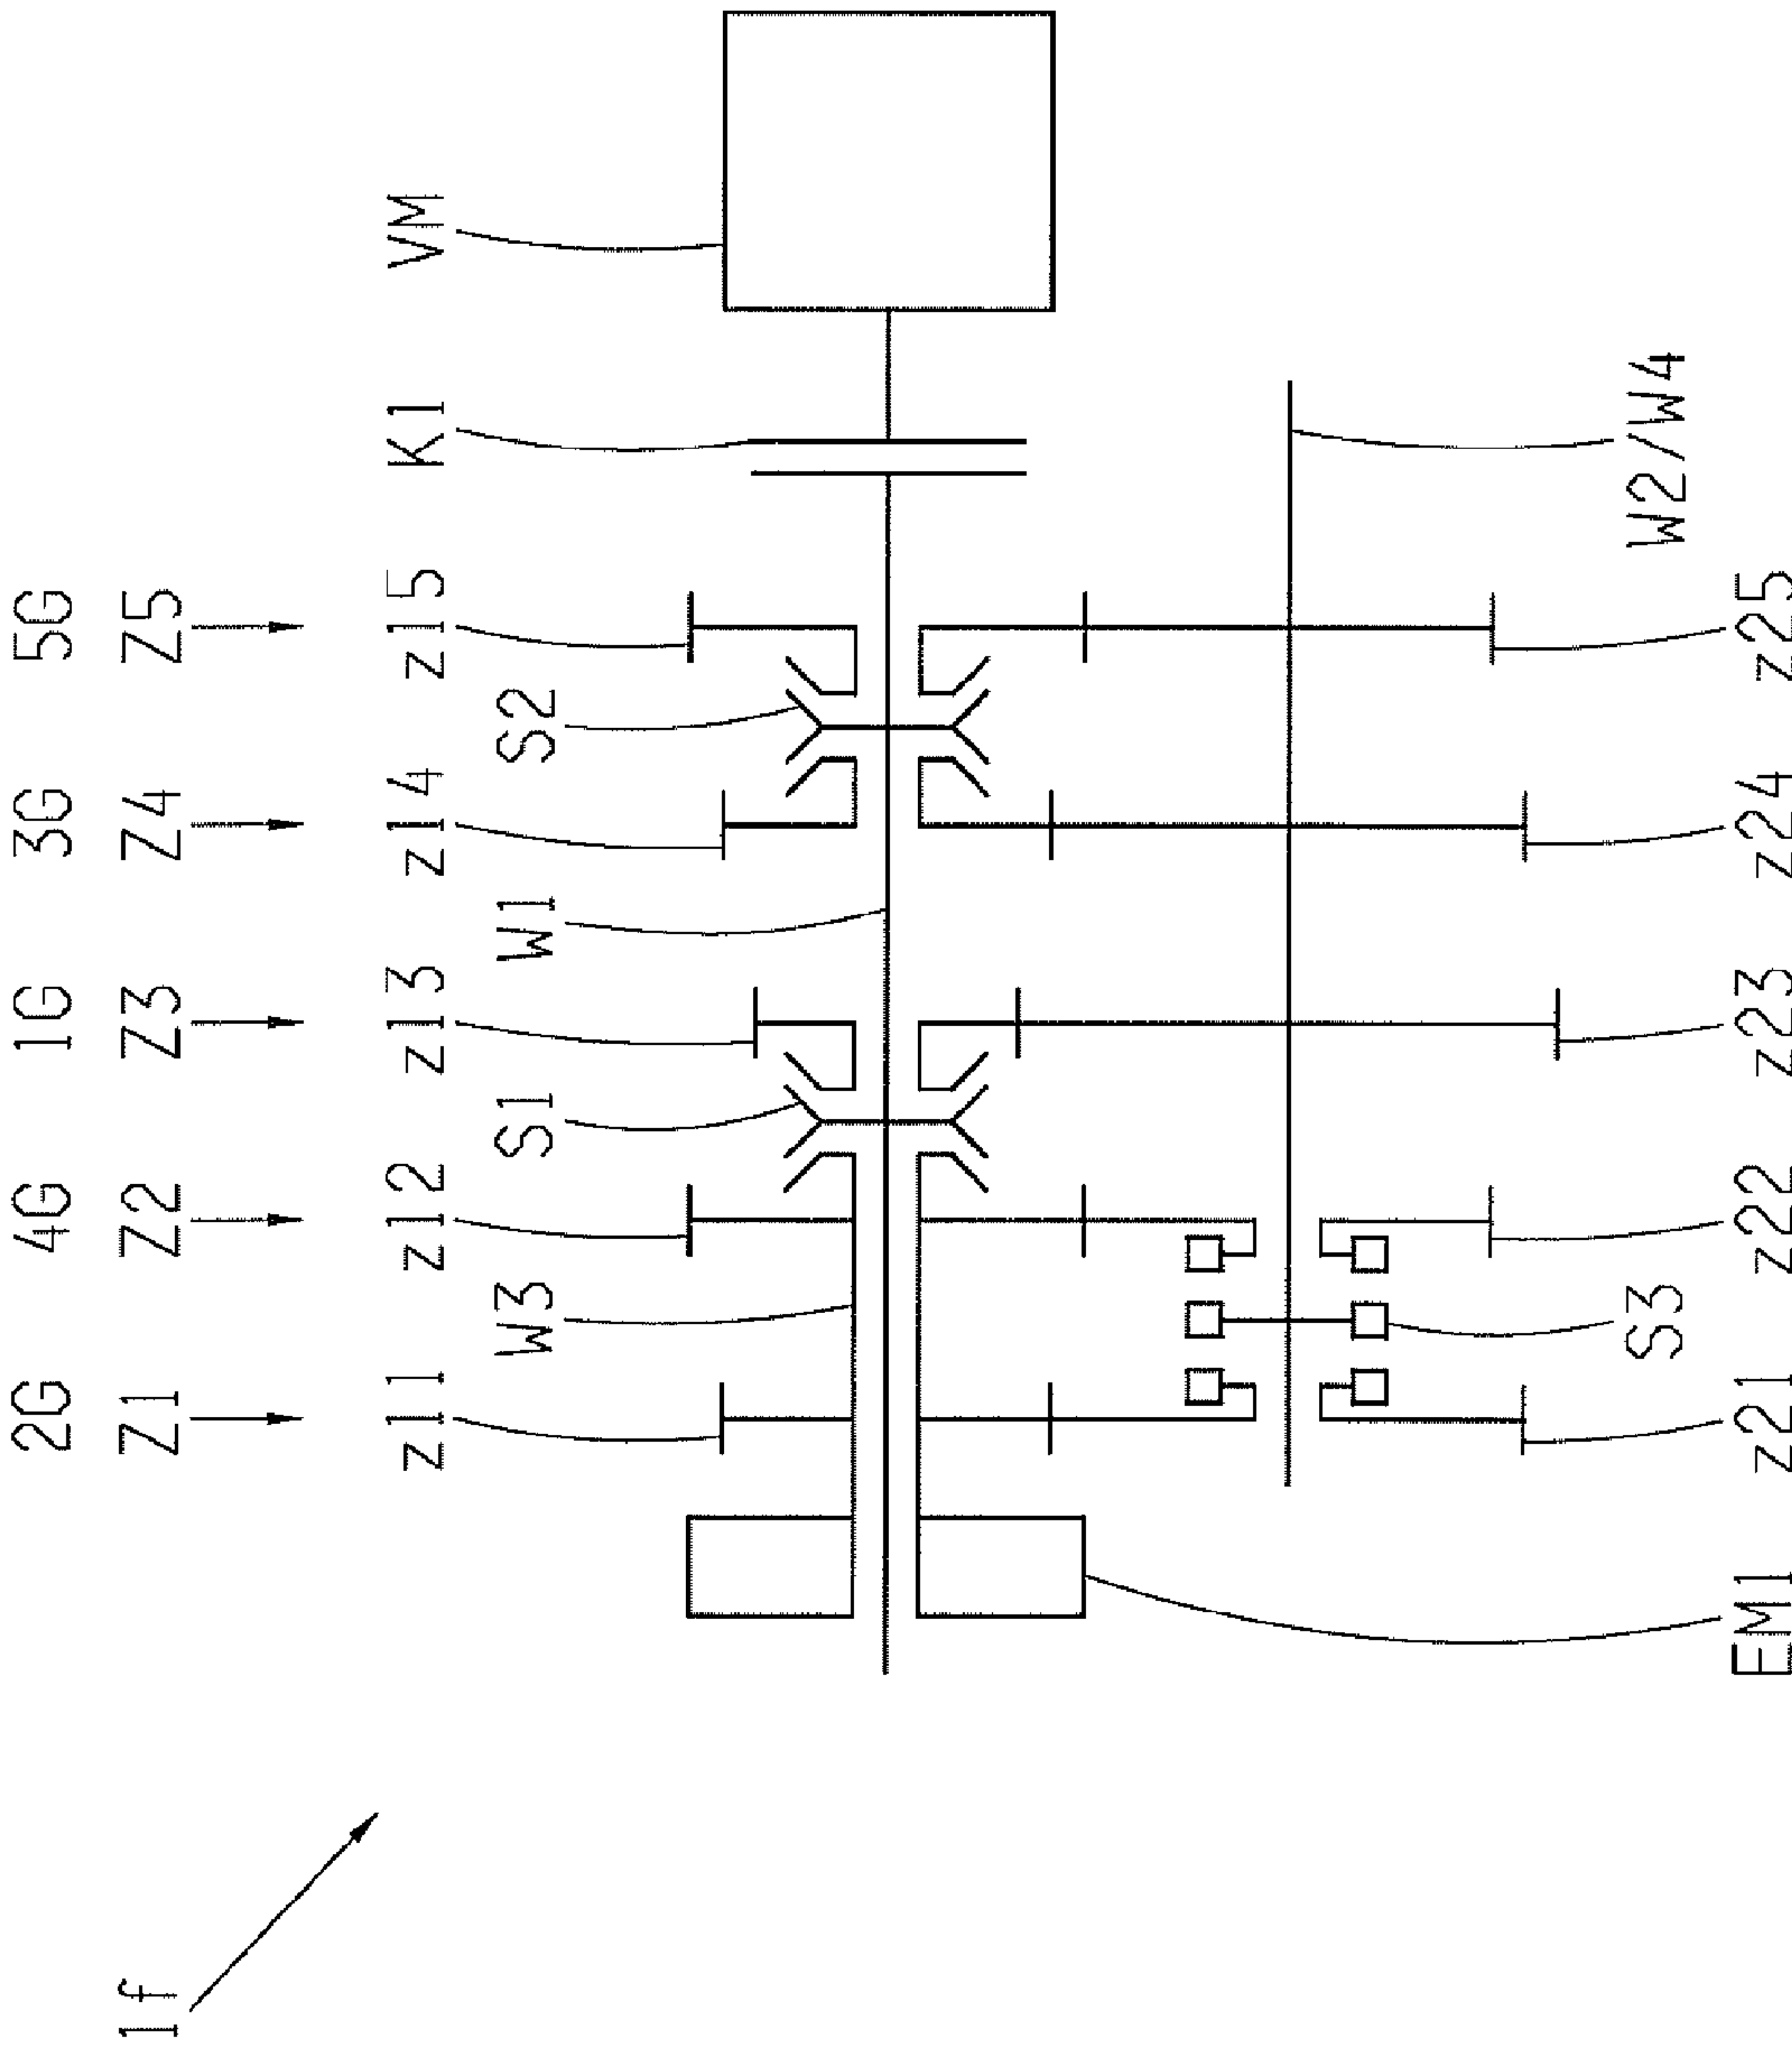 1f
2G 4G 1G 3G 5G
Z1 Z2 Z3 Z4 Z5
z11 z12 z13 z14 z15 K1 VM
W3 S1 W1 S2
S3 W2/W4
EM1 z21 z22 z23 z24 z25